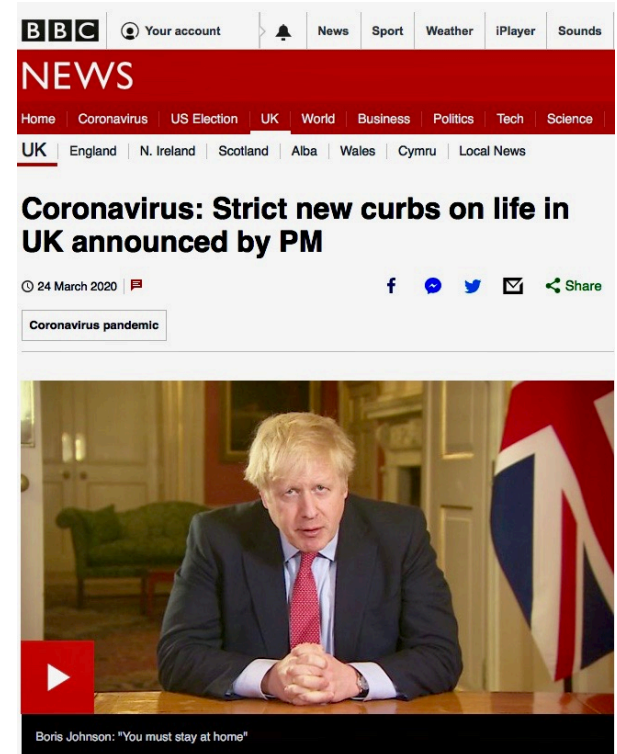 BBC Your account News Sport Weather iPlayer Sounds
NEWS
Home Coronavirus US Election UK World Business Politics Tech Science
UK England N. Ireland Scotland Alba Wales Cymru Local News
Coronavirus: Strict new curbs on life in
UK announced by PM
24 March 2020
f Share
Coronavirus pandemic
Boris Johnson: "You must stay at home"